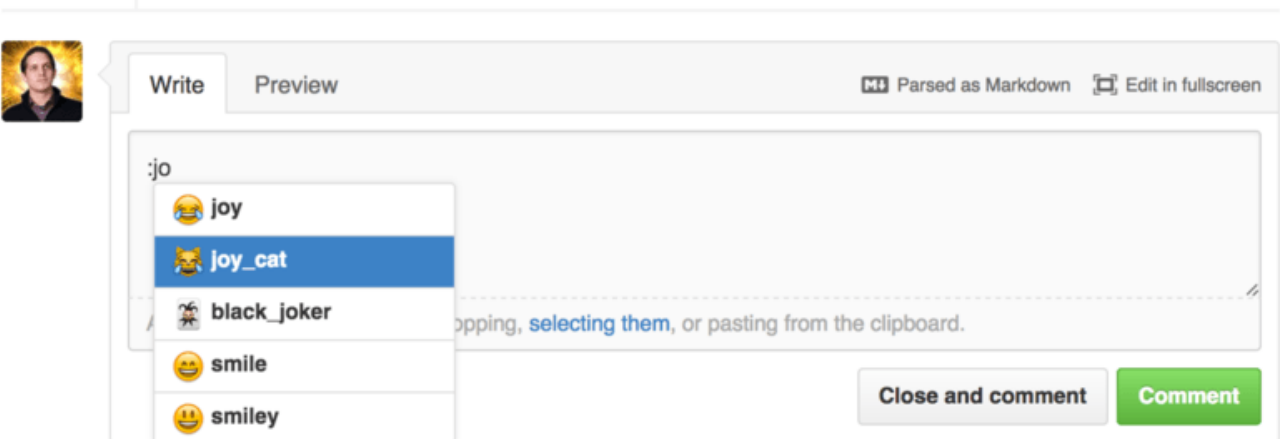 Write Preview Parsed as Markdown Edit in fullscreen
:jo
joy
joy_cat
black_joker
opping, selecting them, or pasting from the clipboard.
smile
Close and comment Comment
smiley